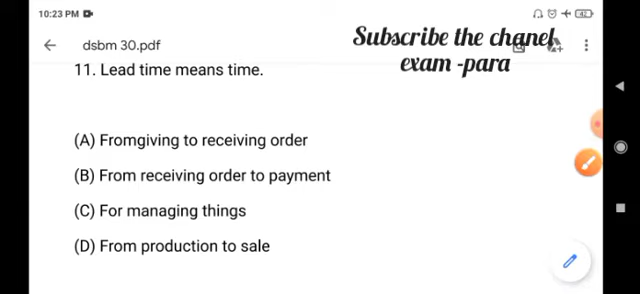 10:23 PM
42
dsbm 30.pdf
Subscribe the chanel
exam -para
11. Lead time means time.
(A) Fromgiving to receiving order
(B) From receiving order to payment
(C) For managing things
(D) From production to sale